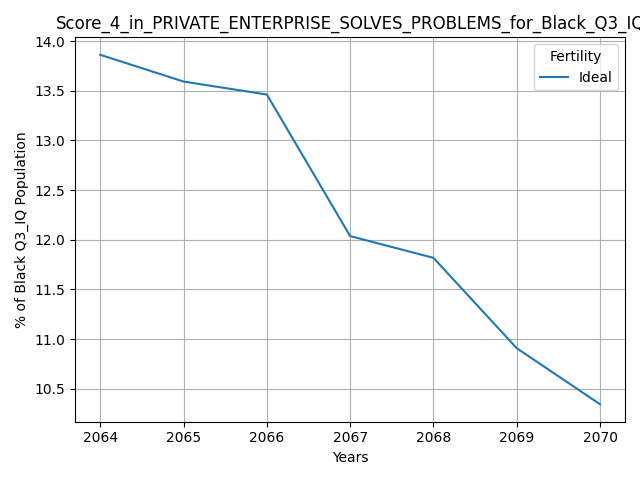 Score_4_in_PRIVATE_ENTERPRISE_SOLVES_PROBLEMS_for_Black_Q3_IQ
Fertility
Ideal
14.0
13.5
13.0
12.5
12.0
11.5
11.0
10.5
% of Black Q3_IQ Population
2064 2065 2066 2067 2068 2069 2070
Years